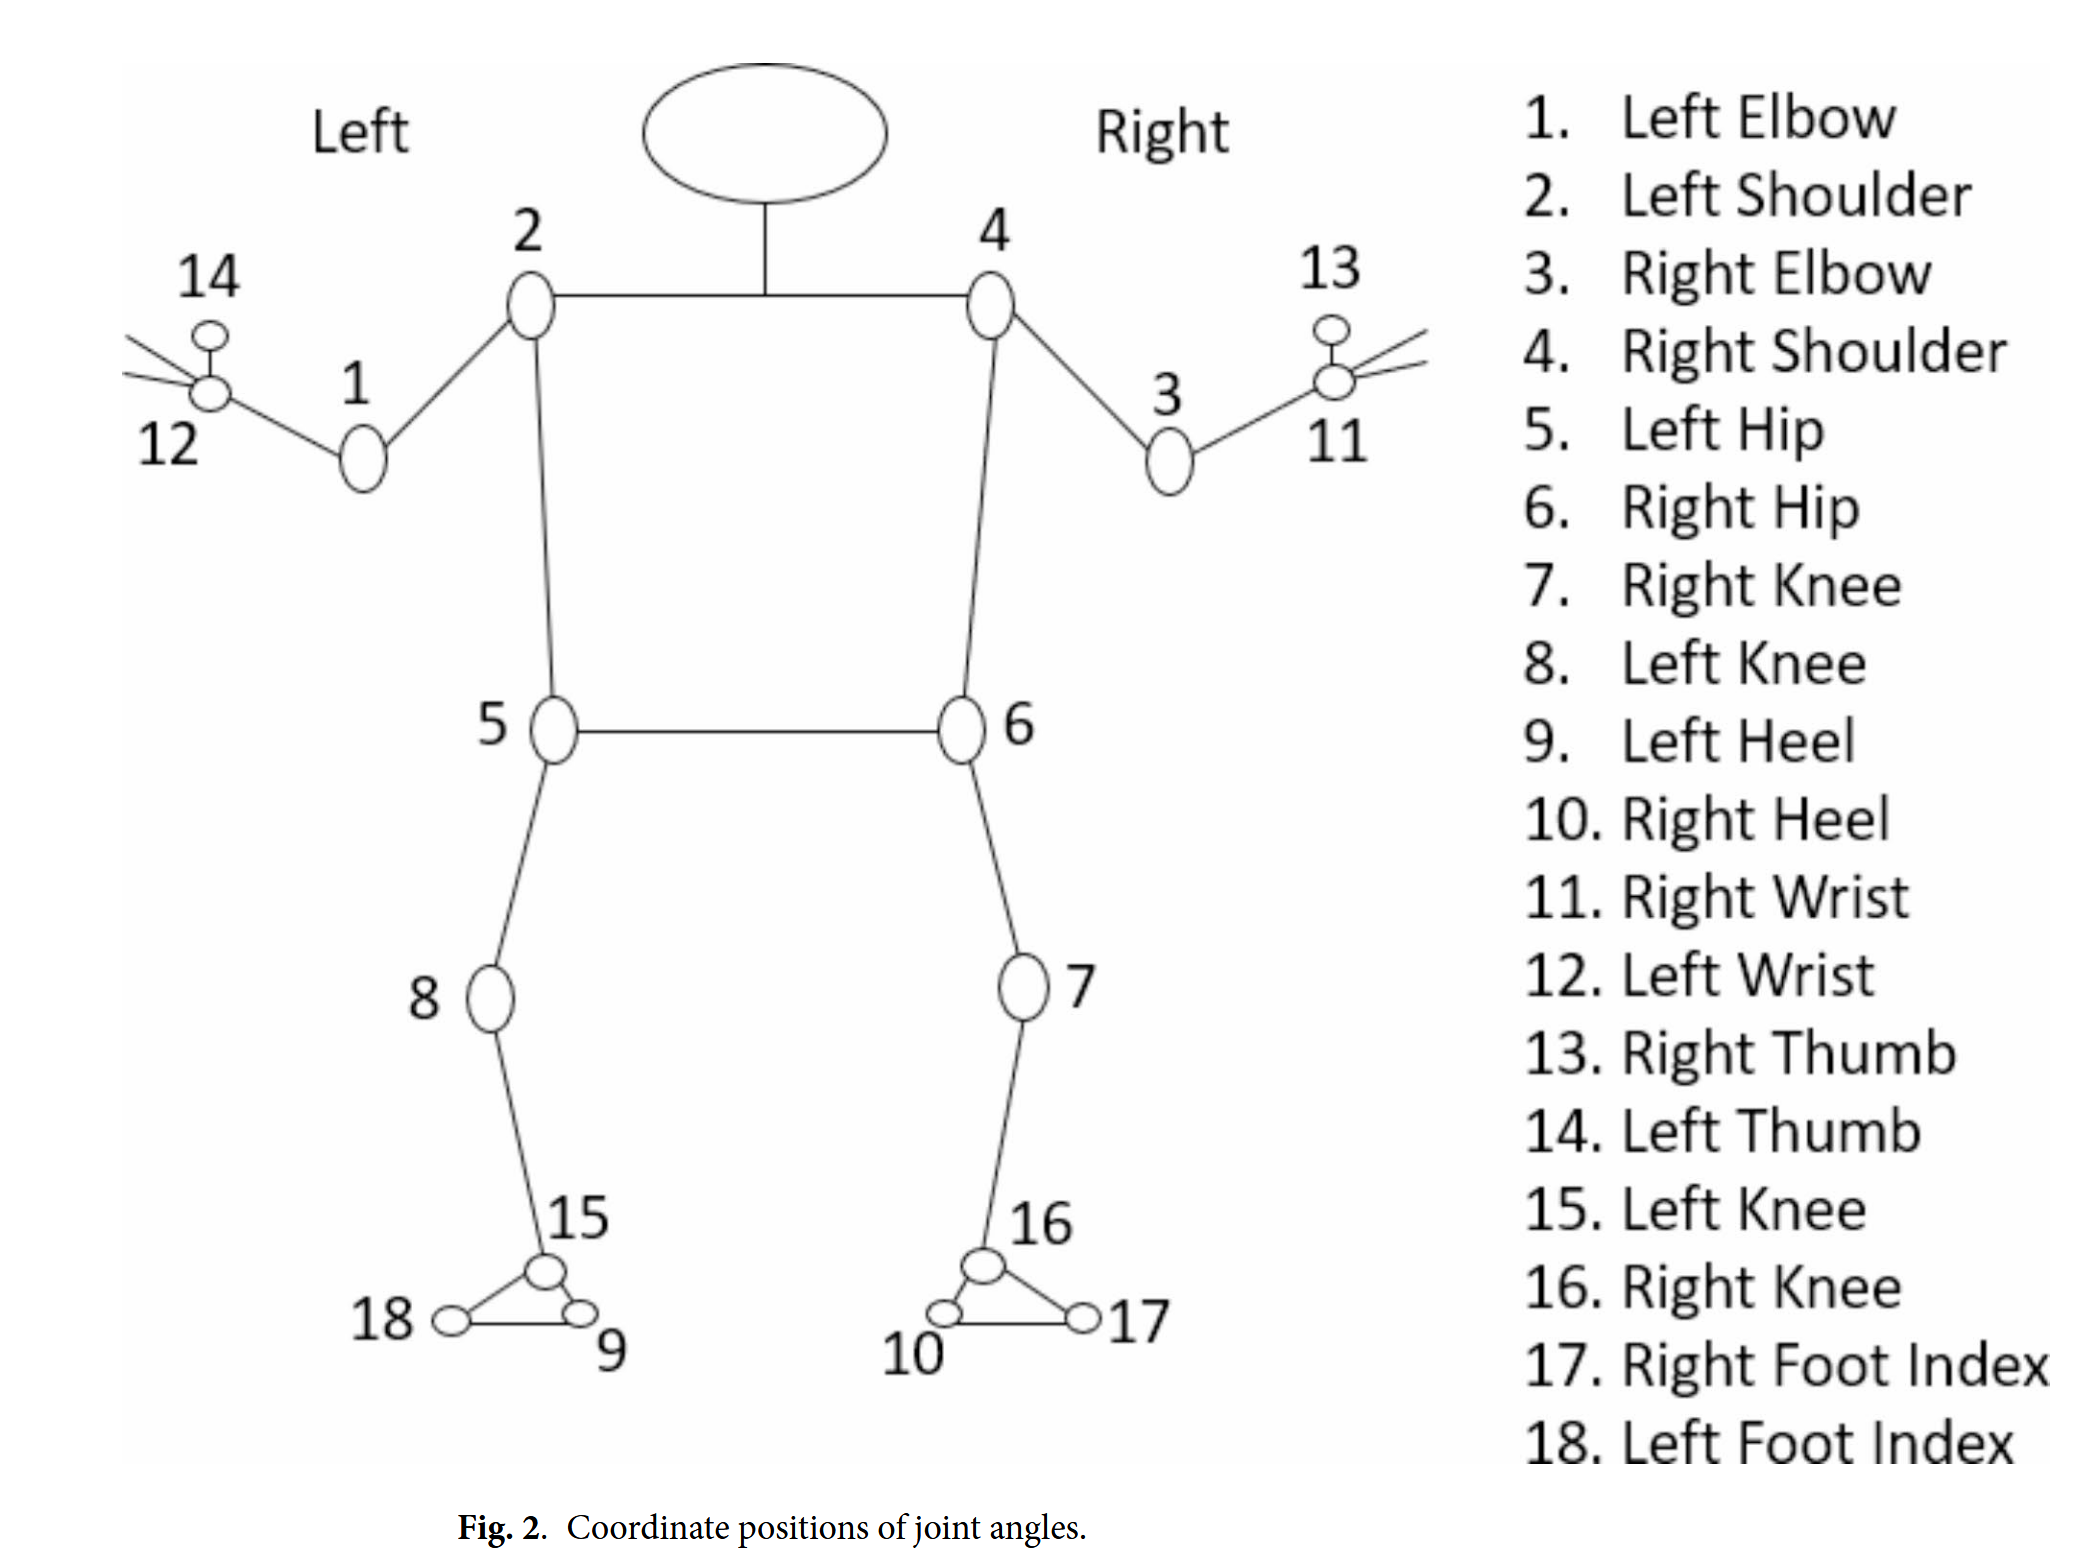 Left
Right
2
4
14
13
1
3
12
11
5
6
8
7
15
16
18
17
9
10
1. Left Elbow
2. Left Shoulder
3. Right Elbow
4. Right Shoulder
5. Left Hip
6. Right Hip
7. Right Knee
8. Left Knee
9. Left Heel
10. Right Heel
11. Right Wrist
12. Left Wrist
13. Right Thumb
14. Left Thumb
15. Left Knee
16. Right Knee
17. Right Foot Index
18. Left Foot Index
Fig. 2. Coordinate positions of joint angles.